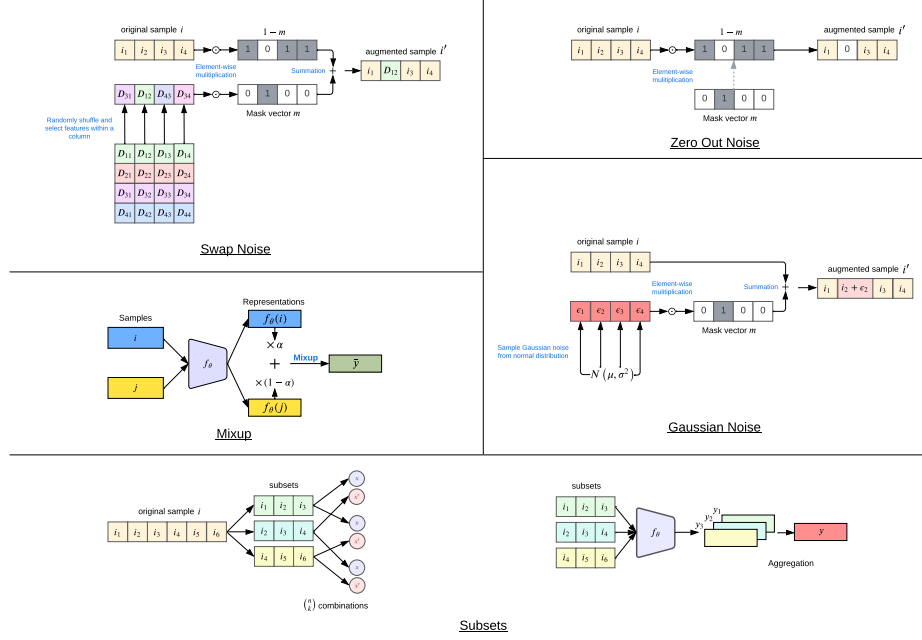 original sample i
1 − m
i₁ i₂ i₃ i₄
1 0 1 1
augmented sample i′
Element-wise
mulitiplication
Summation
+
i₁ D₁₂ i₃ i₄
D₃₁ D₁₂ D₄₃ D₃₄
0 1 0 0
Mask vector m
Randomly shuffle and
select features within a
column
D₁₁ D₁₂ D₁₃ D₁₄
D₂₁ D₂₂ D₂₃ D₂₄
D₃₁ D₃₂ D₃₃ D₃₄
D₄₁ D₄₂ D₄₃ D₄₄
Swap Noise
original sample i
1 − m
augmented sample i′
i₁ i₂ i₃ i₄
1 0 1 1
i₁ 0 i₃ i₄
Element-wise
mulitiplication
0 1 0 0
Mask vector m
Zero Out Noise
original sample i
i₁ i₂ i₃ i₄
augmented sample i′
Element-wise
mulitiplication
Summation
+
i₁ i₂ + ϵ₂ i₃ i₄
ϵ₁ ϵ₂ ϵ₃ ϵ₄
0 1 0 0
Mask vector m
Sample Gaussian noise
from normal distribution
N (μ, σ²)
Gaussian Noise
Representations
Samples
f_θ(i)
i
× α
f_θ
+
Mixup
ȳ
j
× (1 − α)
f_θ(j)
Mixup
subsets
original sample i
i₁ i₂ i₃
i₁ i₂ i₃ i₄ i₅ i₆
i₂ i₃ i₄
i₄ i₅ i₆
(n k) combinations
subsets
i₁ i₂ i₃
i₂ i₃ i₄
i₄ i₅ i₆
f_θ
y₁
y₂
y₃
y
Aggregation
Subsets